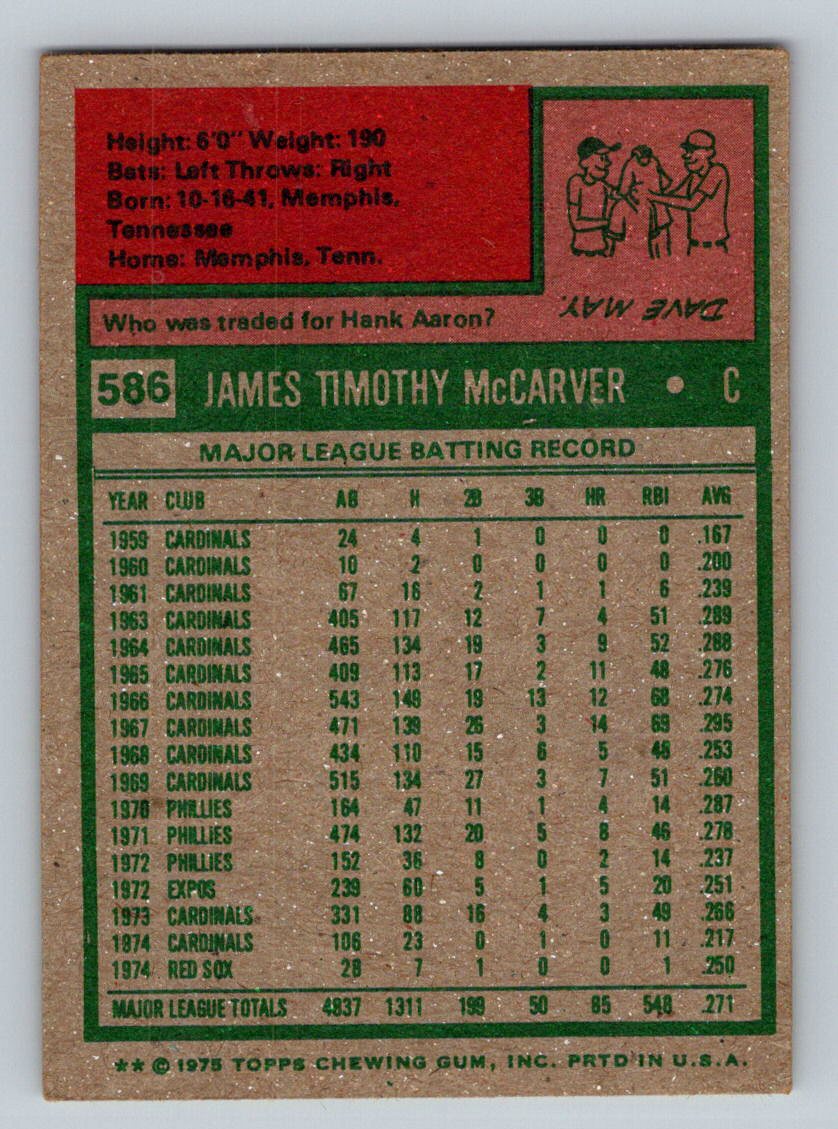 Height: 6'0" Weight: 190
Bats: Left Throws: Right
Born: 10-16-41, Memphis,
Tennessee
Home: Memphis, Tenn.
DAVE MAY.
Who was traded for Hank Aaron?
586 JAMES TIMOTHY McCARVER • C
MAJOR LEAGUE BATTING RECORD
YEAR CLUB AB H 2B 3B HR RBI AVG
1959 CARDINALS 24 4 1 0 0 0 .167
1960 CARDINALS 10 2 0 0 0 0 .200
1961 CARDINALS 67 16 2 1 1 6 .239
1963 CARDINALS 405 117 12 7 4 51 .289
1964 CARDINALS 465 134 19 3 9 52 .288
1965 CARDINALS 409 113 17 2 11 48 .276
1966 CARDINALS 543 149 19 13 12 68 .274
1967 CARDINALS 471 139 26 3 14 69 .295
1968 CARDINALS 434 110 15 6 5 48 .253
1969 CARDINALS 515 134 27 3 7 51 .260
1970 PHILLIES 164 47 11 1 4 14 .287
1971 PHILLIES 474 132 20 5 8 46 .278
1972 PHILLIES 152 36 8 0 2 14 .237
1972 EXPOS 239 60 5 1 5 20 .251
1973 CARDINALS 331 88 16 4 3 49 .266
1974 CARDINALS 106 23 0 1 0 11 .217
1974 RED SOX 28 7 1 0 0 1 .250
MAJOR LEAGUE TOTALS 4837 1311 199 50 85 548 .271
** © 1975 TOPPS CHEWING GUM, INC. PRTD IN U.S.A.